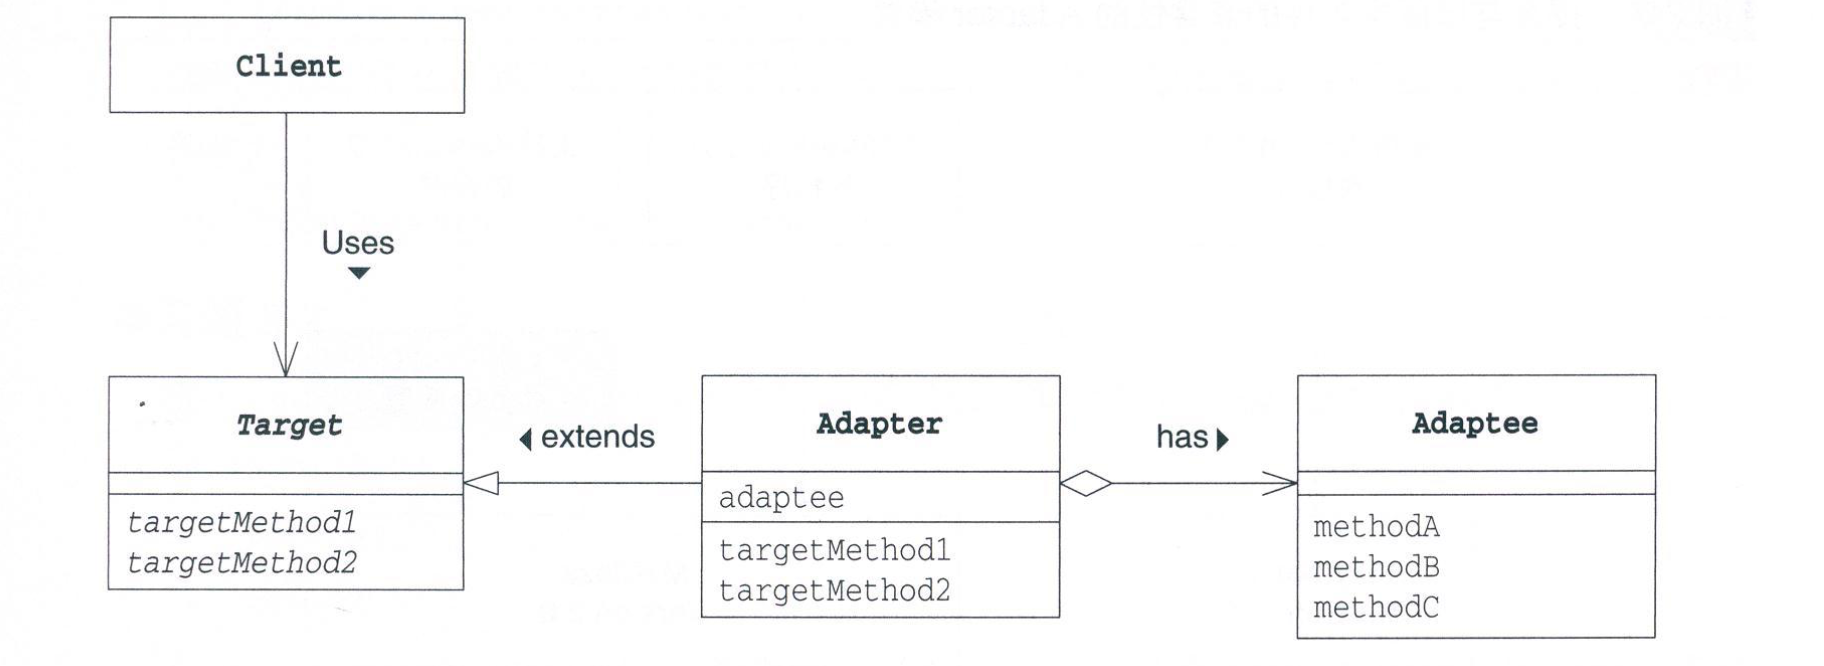 Client
Uses
Target
targetMethod1
targetMethod2
extends
Adapter
adaptee
targetMethod1
targetMethod2
has
Adaptee
methodA
methodB
methodC